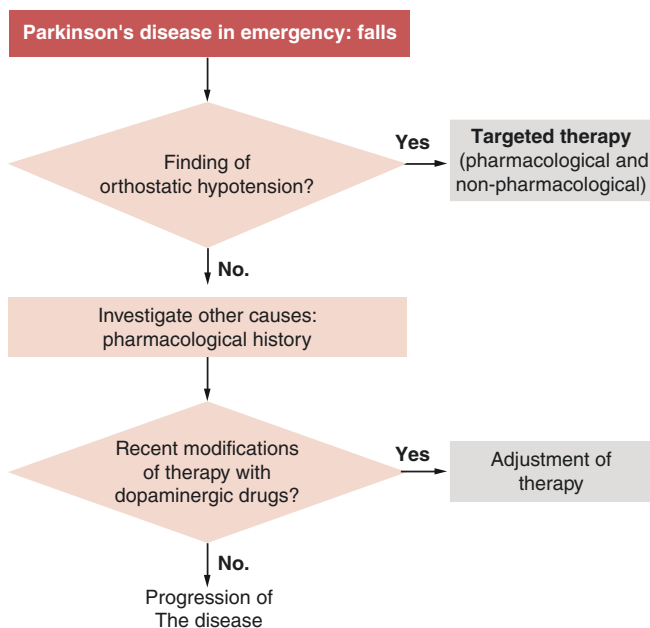 Parkinson's disease in emergency: falls
Finding of
orthostatic hypotension?
Yes
Targeted therapy
(pharmacological and
non-pharmacological)
No.
Investigate other causes:
pharmacological history
Recent modifications
of therapy with
dopaminergic drugs?
Yes
Adjustment of
therapy
No.
Progression of
The disease